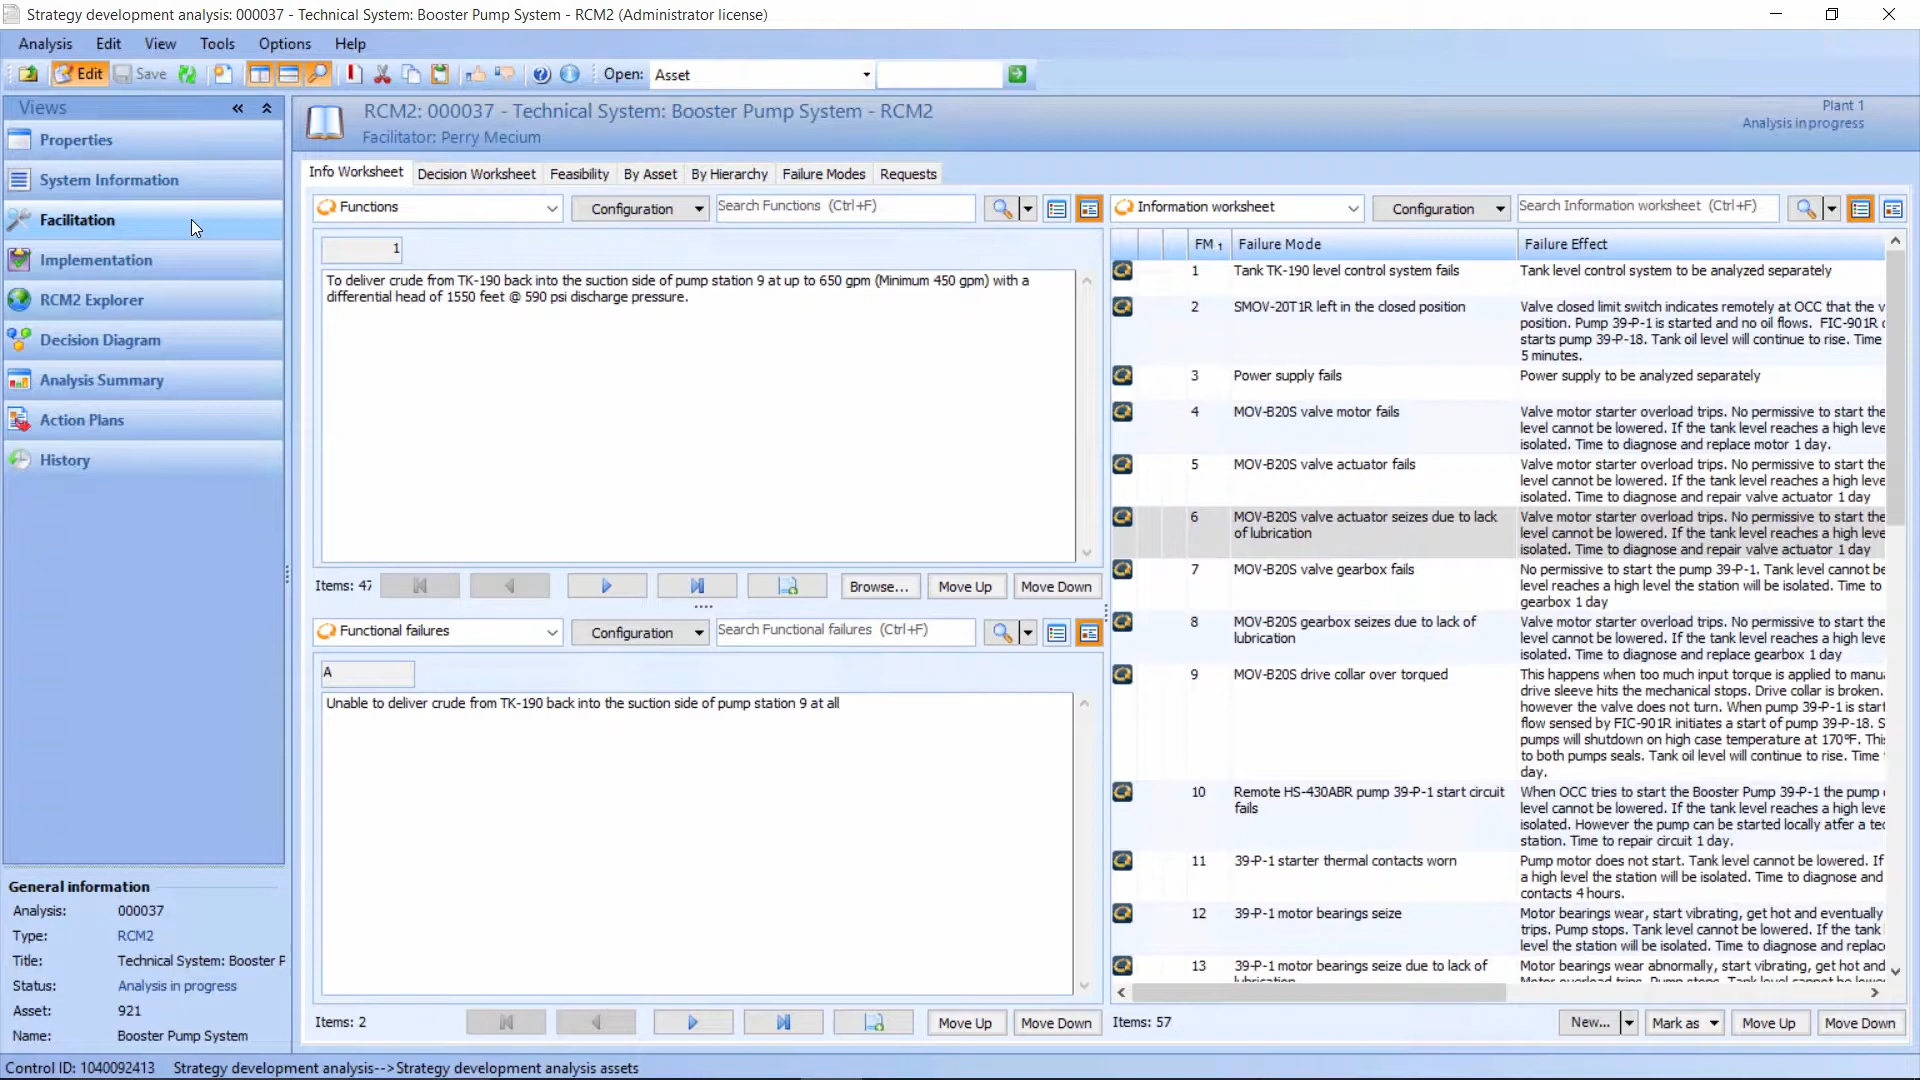 Strategy development analysis: 000037 - Technical System: Booster Pump System - RCM2 (Administrator license)
Analysis Edit View Tools Options Help
Edit Save Open: Asset
Views
Properties
System Information
Facilitation
Implementation
RCM2 Explorer
Decision Diagram
Analysis Summary
Action Plans
History
General information
Analysis: 000037
Type: RCM2
Title: Technical System: Booster P
Status: Analysis in progress
Asset: 921
Name: Booster Pump System
RCM2: 000037 - Technical System: Booster Pump System - RCM2
Facilitator: Perry Mecium
Plant 1
Analysis in progress
Info Worksheet Decision Worksheet Feasibility By Asset By Hierarchy Failure Modes Requests
Functions Configuration Search Functions (Ctrl+F)
1
To deliver crude from TK-190 back into the suction side of pump station 9 at up to 650 gpm (Minimum 450 gpm) with a
differential head of 1550 feet @ 590 psi discharge pressure.
Items: 47 Browse... Move Up Move Down
Functional failures Configuration Search Functional failures (Ctrl+F)
A
Unable to deliver crude from TK-190 back into the suction side of pump station 9 at all
Items: 2 Move Up Move Down
Information worksheet Configuration Search Information worksheet (Ctrl+F)
FM 1 Failure Mode Failure Effect
1 Tank TK-190 level control system fails Tank level control system to be analyzed separately
2 SMOV-20T1R left in the closed position Valve closed limit switch indicates remotely at OCC that the v
position. Pump 39-P-1 is started and no oil flows. FIC-901R
starts pump 39-P-18. Tank oil level will continue to rise. Time
5 minutes.
3 Power supply fails Power supply to be analyzed separately
4 MOV-B20S valve motor fails Valve motor starter overload trips. No permissive to start the
level cannot be lowered. If the tank level reaches a high leve
isolated. Time to diagnose and replace motor 1 day.
5 MOV-B20S valve actuator fails Valve motor starter overload trips. No permissive to start the
level cannot be lowered. If the tank level reaches a high leve
isolated. Time to diagnose and repair valve actuator 1 day
6 MOV-B20S valve actuator seizes due to lack Valve motor starter overload trips. No permissive to start the
of lubrication level cannot be lowered. If the tank level reaches a high leve
isolated. Time to diagnose and repair valve actuator 1 day
7 MOV-B20S valve gearbox fails No permissive to start the pump 39-P-1. Tank level cannot be
level reaches a high level the station will be isolated. Time to
gearbox 1 day
8 MOV-B20S gearbox seizes due to lack of Valve motor starter overload trips. No permissive to start the
lubrication level cannot be lowered. If the tank level reaches a high leve
isolated. Time to diagnose and replace gearbox 1 day
9 MOV-B20S drive collar over torqued This happens when too much input torque is applied to manu
drive sleeve hits the mechanical stops. Drive collar is broken.
however the valve does not turn. When pump 39-P-1 is start
flow sensed by FIC-901R initiates a start of pump 39-P-18. S
pumps will shutdown on high case temperature at 170°F. This
to both pumps seals. Tank oil level will continue to rise. Time
day.
10 Remote HS-430ABR pump 39-P-1 start circuit When OCC tries to start the Booster Pump 39-P-1 the pump
fails level cannot be lowered. If the tank level reaches a high leve
isolated. However the pump can be started locally atfer a tec
station. Time to repair circuit 1 day.
11 39-P-1 starter thermal contacts worn Pump motor does not start. Tank level cannot be lowered. If
a high level the station will be isolated. Time to diagnose and
contacts 4 hours.
12 39-P-1 motor bearings seize Motor bearings wear, start vibrating, get hot and eventually
trips. Pump stops. Tank level cannot be lowered. If the tank
level the station will be isolated. Time to diagnose and replace
13 39-P-1 motor bearings seize due to lack of Motor bearings wear abnormally, start vibrating, get hot and
Items: 57 New... Mark as Move Up Move Down
Control ID: 1040092413 Strategy development analysis-->Strategy development analysis assets